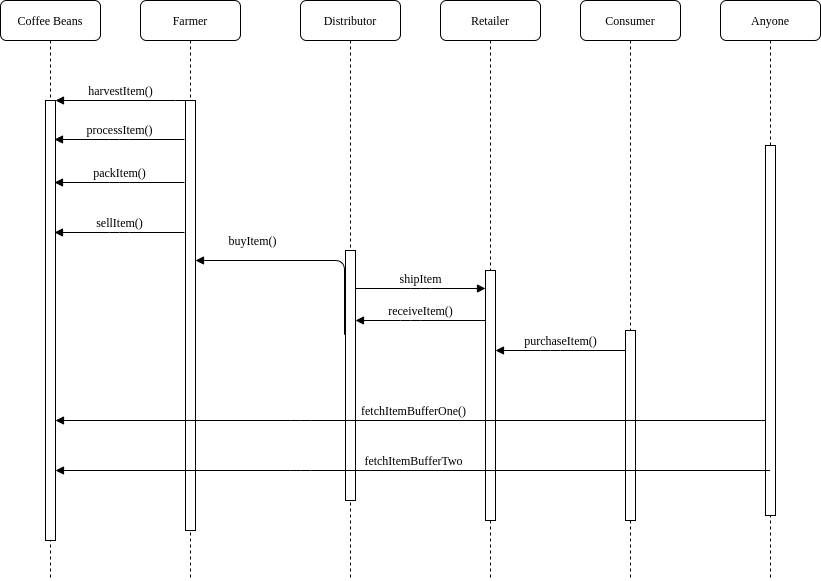 Coffee Beans
Farmer
Distributor
Retailer
Consumer
Anyone
harvestItem()
processItem()
packItem()
sellItem()
buyItem()
shipItem
receiveItem()
purchaseItem()
fetchItemBufferOne()
fetchItemBufferTwo